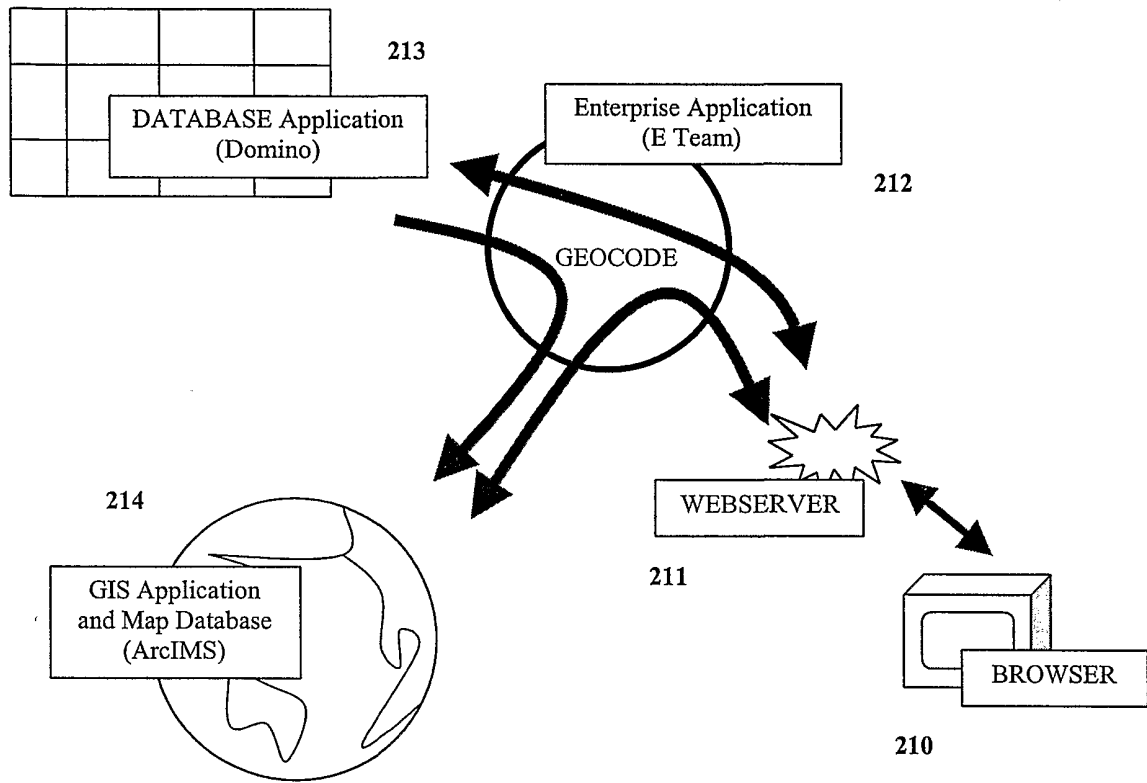 213
DATABASE Application
(Domino)
Enterprise Application
(E Team)
212
GEOCODE
214
WEBSERVER
211
GIS Application
and Map Database
(ArcIMS)
BROWSER
210